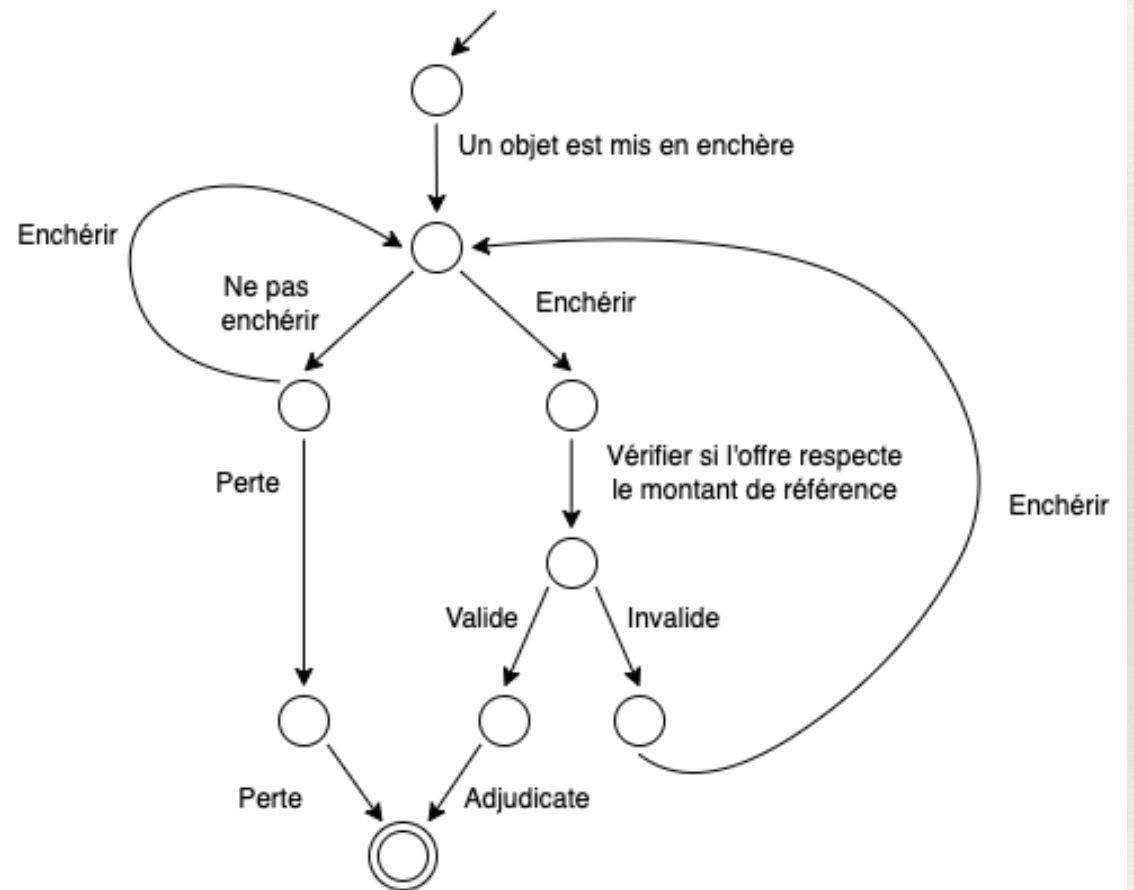 Un objet est mis en enchère
Enchérir
Ne pas
enchérir
Enchérir
Vérifier si l'offre respecte
le montant de référence
Perte
Enchérir
Valide
Invalide
Perte
Adjudicate